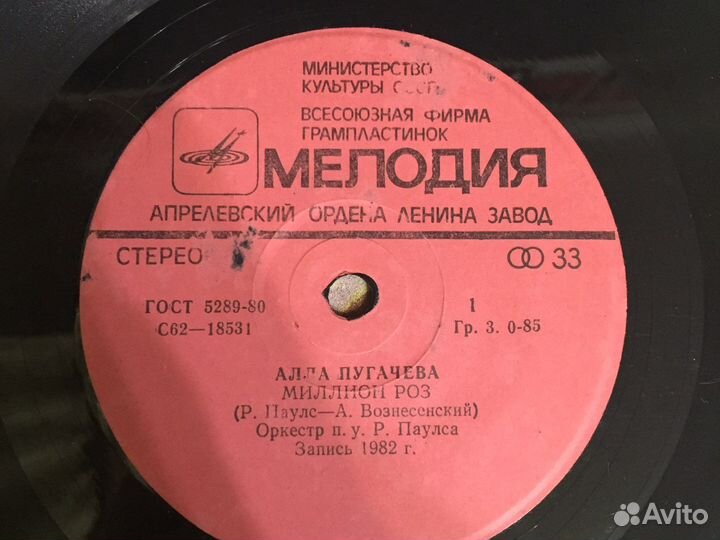 МИНИСТЕРСТВО
КУЛЬТУРЫ СССР
ВСЕСОЮЗНАЯ ФИРМА
ГРАМПЛАСТИНОК
МЕЛОДИЯ
АПРЕЛЕВСКИЙ ОРДЕНА ЛЕНИНА ЗАВОД
СТЕРЕО 33
ГОСТ 5289-80 1
С62—18531 Гр. 3. 0-85
АЛЛА ПУГАЧЕВА
МИЛЛИОН РОЗ
(Р. Паулс—А. Вознесенский)
Оркестр п. у. Р. Паулса
Запись 1982 г.
Avito